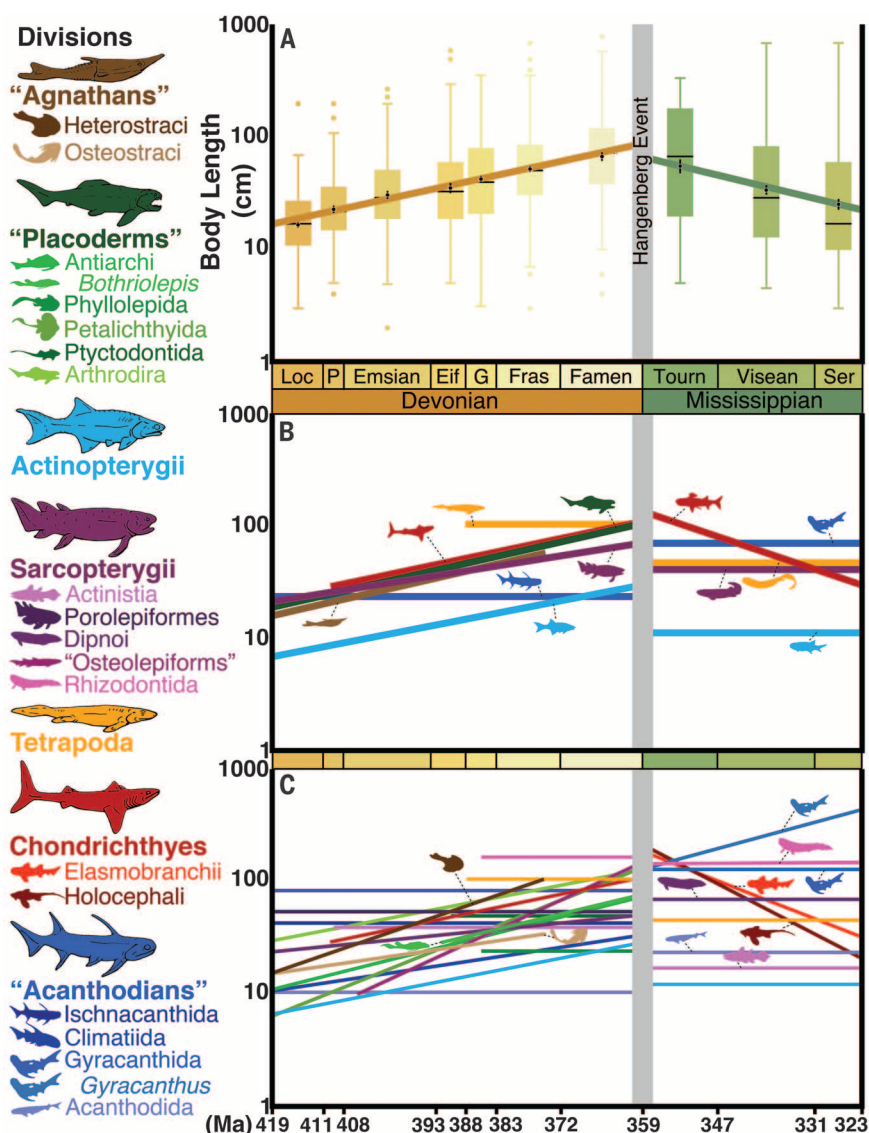 Divisions
"Agnathans"
Heterostraci
Osteostraci
"Placoderms"
Antiarchi
Bothriolepis
Phyllolepida
Petalichthyida
Ptyctodontida
Arthrodira
Actinopterygii
Sarcopterygii
Actinistia
Porolepiformes
Dipnoi
"Osteolepiforms"
Rhizodontida
Tetrapoda
Chondrichthyes
Elasmobranchii
Holocephali
"Acanthodians"
Ischnacanthida
Climatiida
Gyracanthida
Gyracanthus
Acanthodida
A
1000
100
10
1
Body Length
(cm)
Hangenberg Event
Loc P Emsian Eif G Fras Famen Tourn Visean Ser
Devonian Mississippian
B
1000
100
10
1
C
1000
100
10
1
(Ma) 419 411 408 393 388 383 372 359 347 331 323